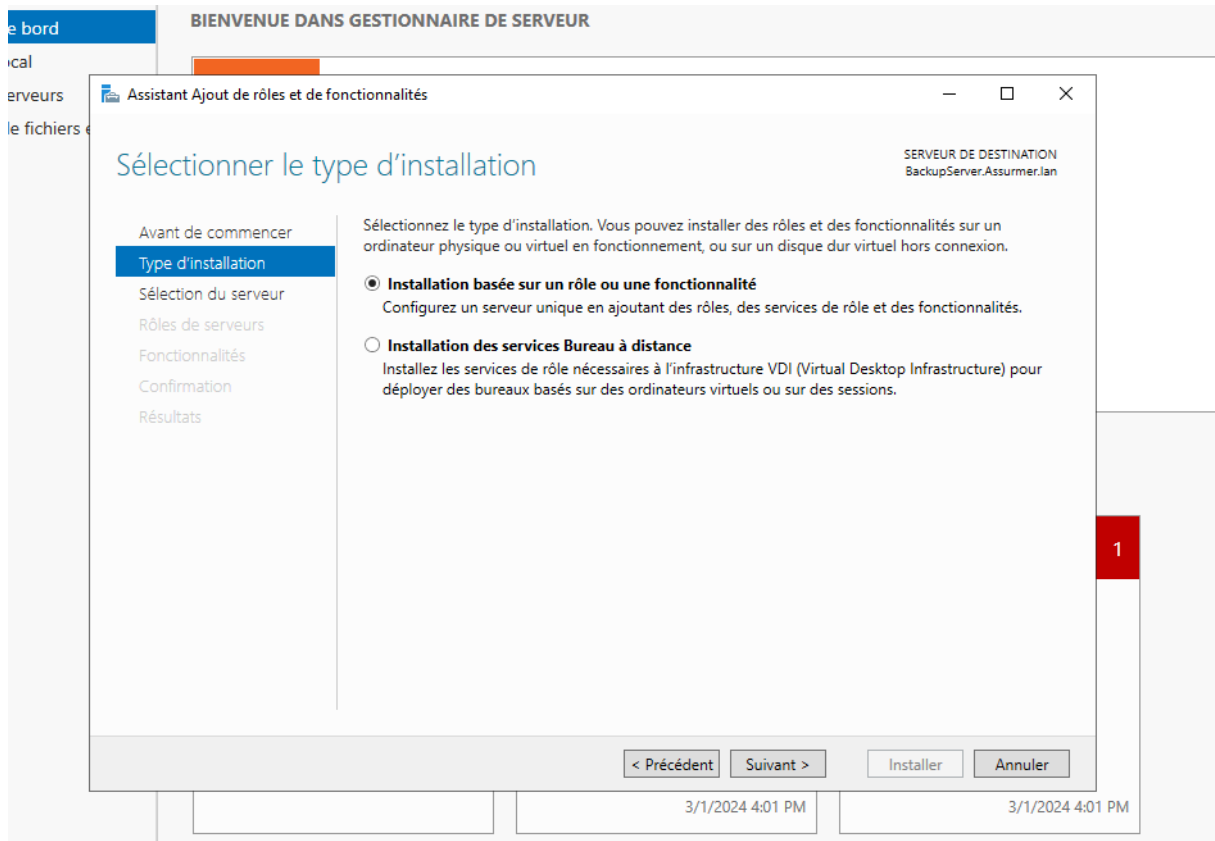 e bord
BIENVENUE DANS GESTIONNAIRE DE SERVEUR
cal
erveurs
le fichiers e
Assistant Ajout de rôles et de fonctionnalités
Sélectionner le type d’installation
SERVEUR DE DESTINATION
BackupServer.Assurmer.lan
Avant de commencer
Type d’installation
Sélection du serveur
Rôles de serveurs
Fonctionnalités
Confirmation
Résultats
Sélectionnez le type d’installation. Vous pouvez installer des rôles et des fonctionnalités sur un
ordinateur physique ou virtuel en fonctionnement, ou sur un disque dur virtuel hors connexion.
Installation basée sur un rôle ou une fonctionnalité
Configurez un serveur unique en ajoutant des rôles, des services de rôle et des fonctionnalités.
Installation des services Bureau à distance
Installez les services de rôle nécessaires à l’infrastructure VDI (Virtual Desktop Infrastructure) pour
déployer des bureaux basés sur des ordinateurs virtuels ou sur des sessions.
1
< Précédent
Suivant >
Installer
Annuler
3/1/2024 4:01 PM
3/1/2024 4:01 PM